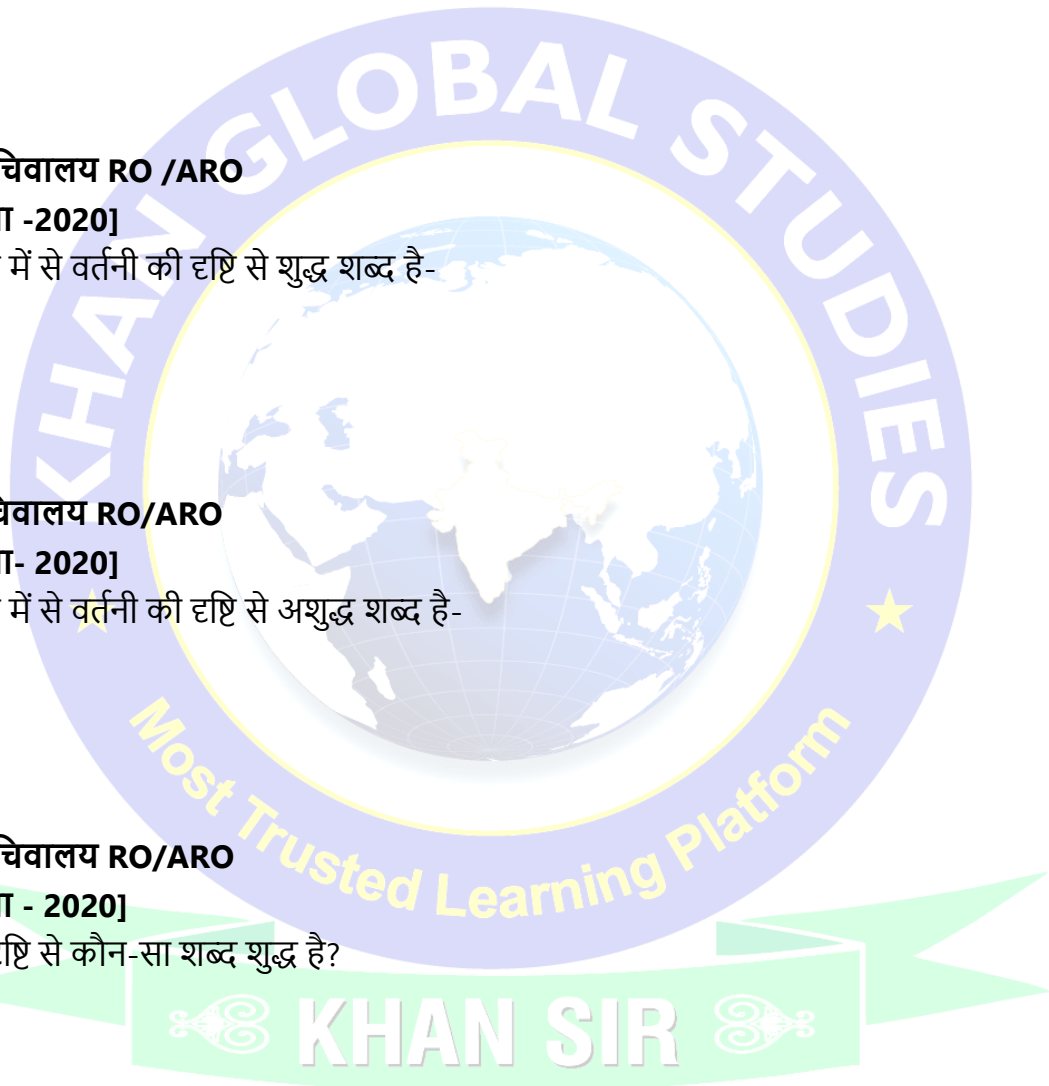 KHAN GLOBAL STUDIES
चिवालय RO /ARO
ा -2020]
में से वर्तनी की दृष्टि से शुद्ध शब्द है-
चिवालय RO/ARO
ा- 2020]
में से वर्तनी की दृष्टि से अशुद्ध शब्द है-
Most Trusted Learning Platform
चिवालय RO/ARO
ा - 2020]
ष्टि से कौन-सा शब्द शुद्ध है?
KHAN SIR